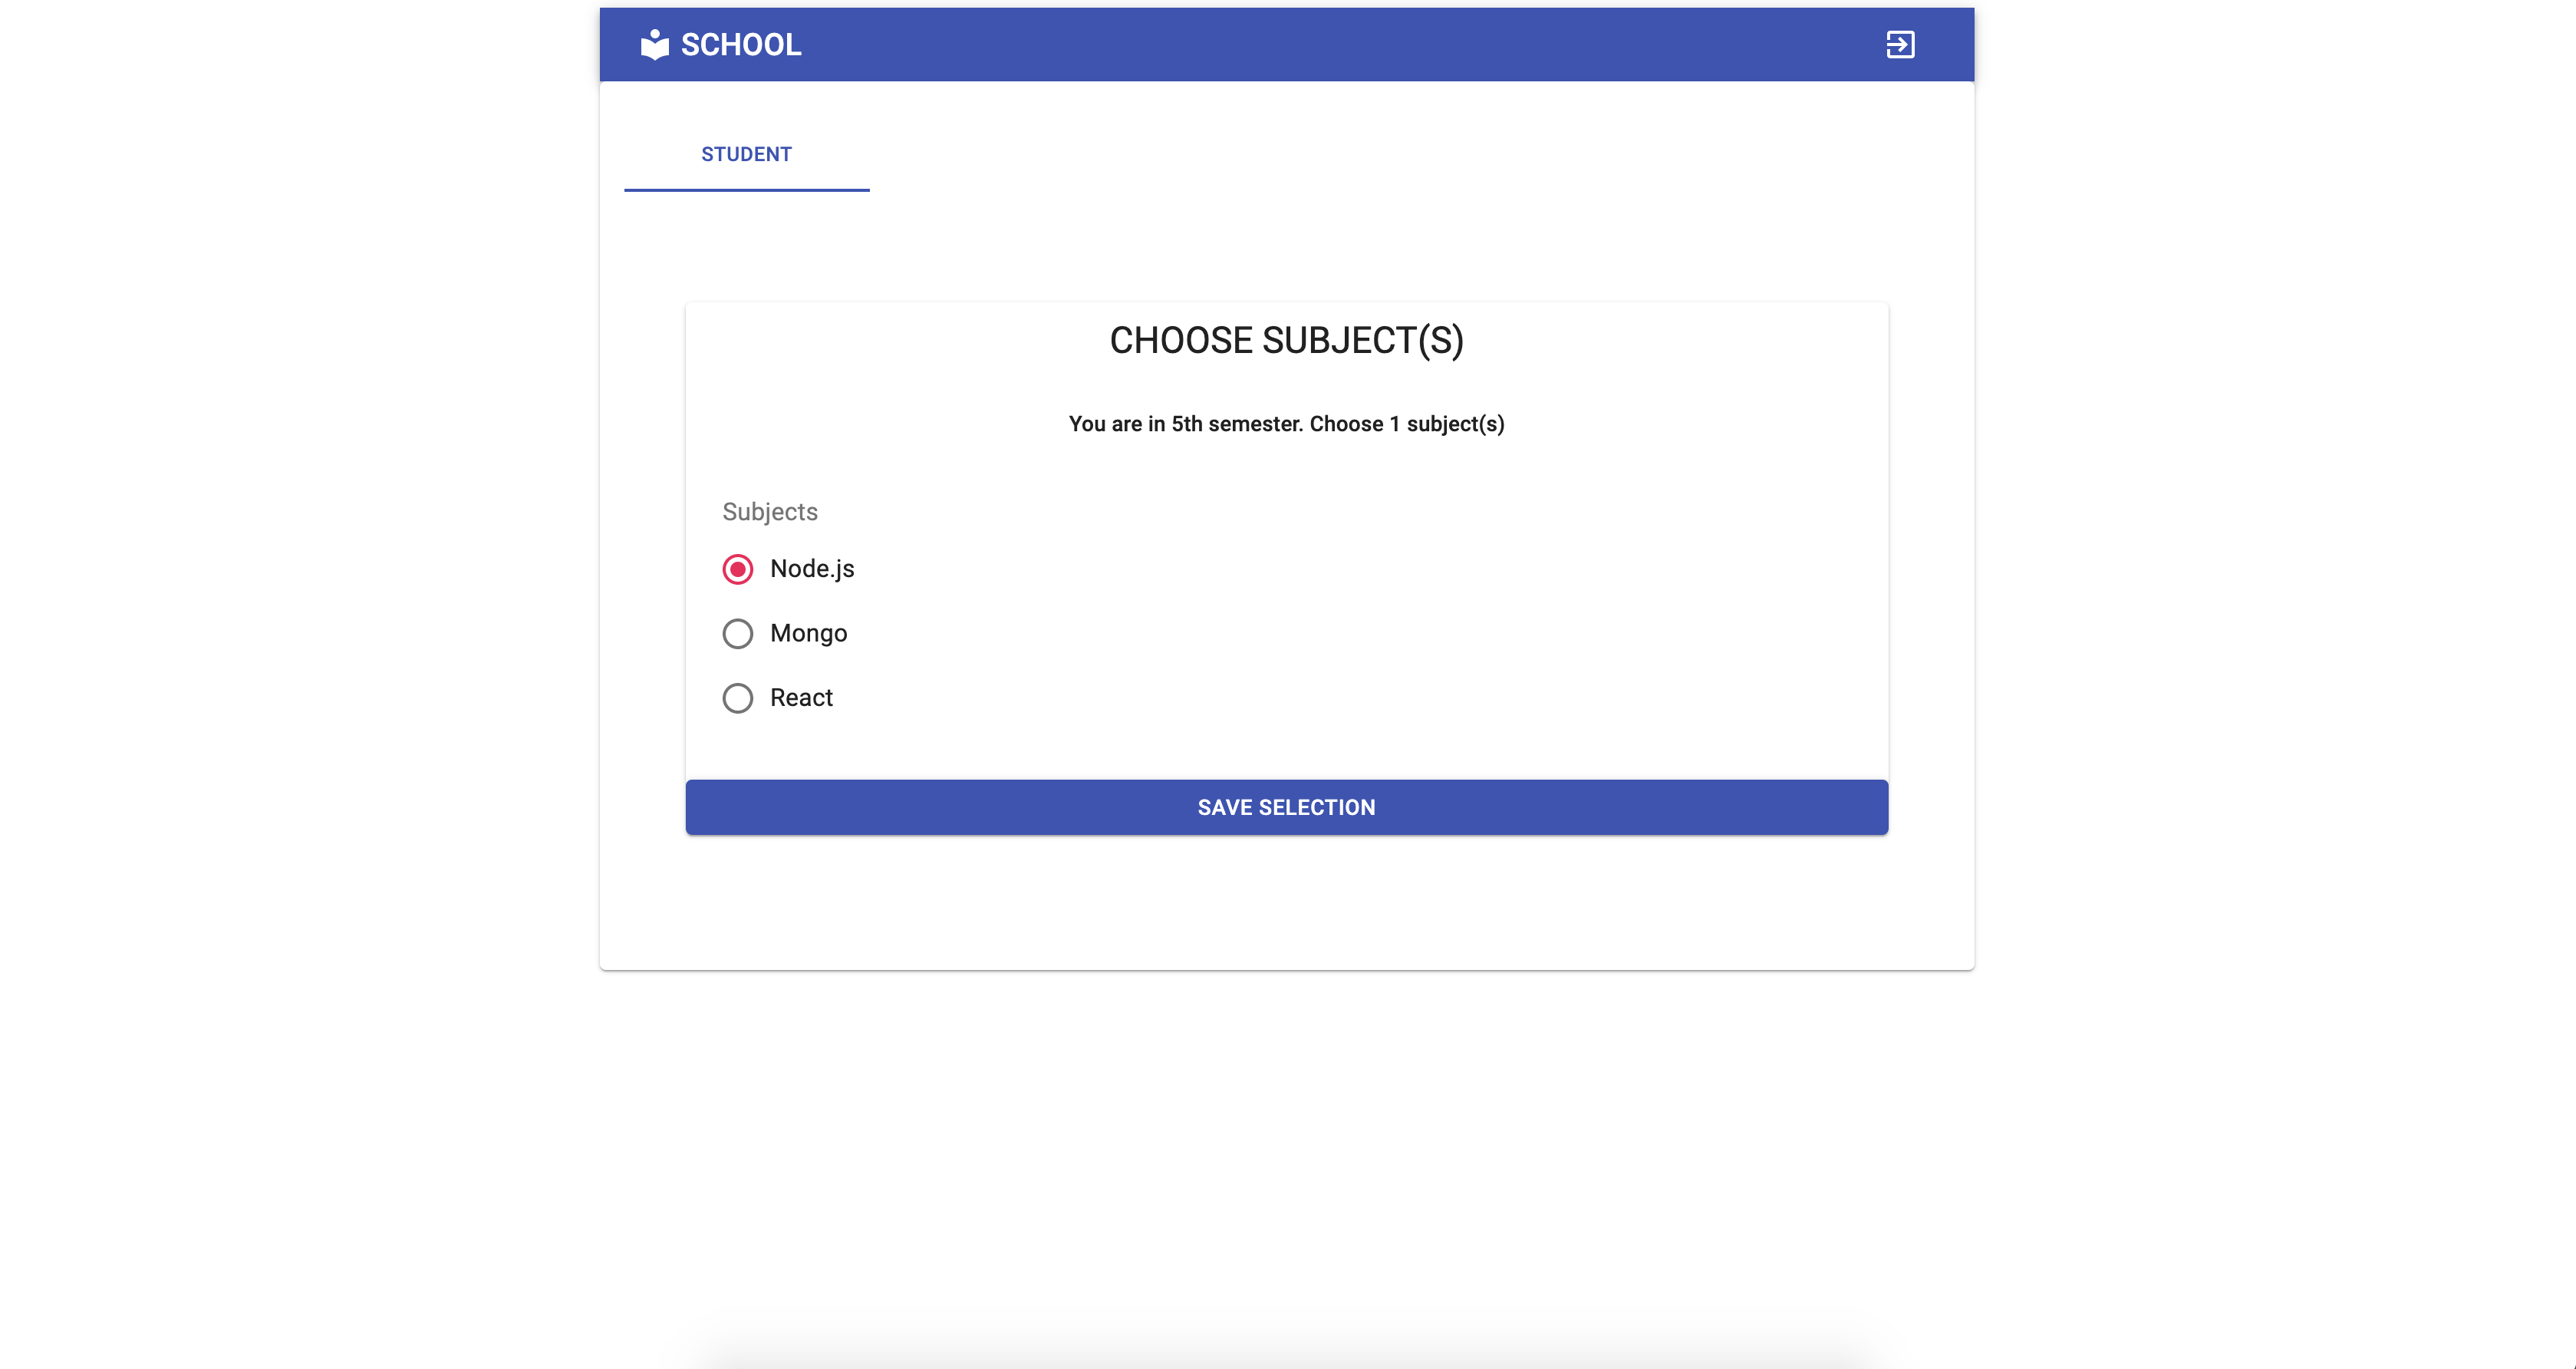 SCHOOL
STUDENT
CHOOSE SUBJECT(S)
You are in 5th semester. Choose 1 subject(s)
Subjects
Node.js
Mongo
React
SAVE SELECTION